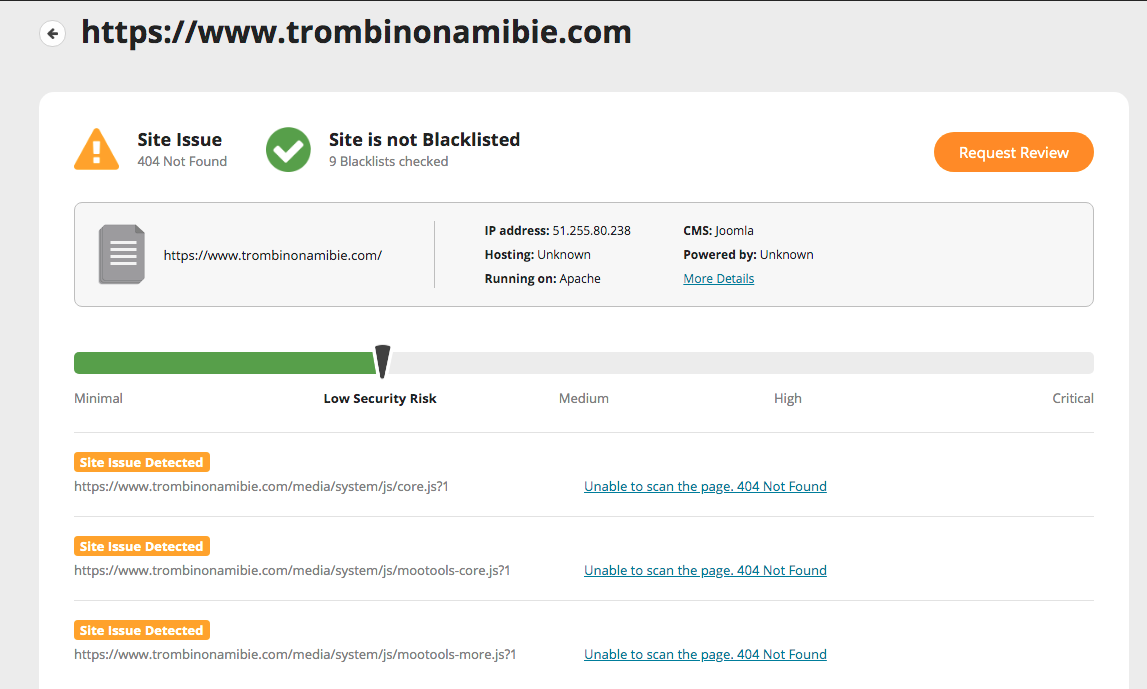 https://www.trombinonamibie.com
Site Issue
404 Not Found
Site is not Blacklisted
9 Blacklists checked
Request Review
https://www.trombinonamibie.com/
IP address: 51.255.80.238
Hosting: Unknown
Running on: Apache
CMS: Joomla
Powered by: Unknown
More Details
Minimal
Low Security Risk
Medium
High
Critical
Site Issue Detected
https://www.trombinonamibie.com/media/system/js/core.js?1
Unable to scan the page. 404 Not Found
Site Issue Detected
https://www.trombinonamibie.com/media/system/js/mootools-core.js?1
Unable to scan the page. 404 Not Found
Site Issue Detected
https://www.trombinonamibie.com/media/system/js/mootools-more.js?1
Unable to scan the page. 404 Not Found